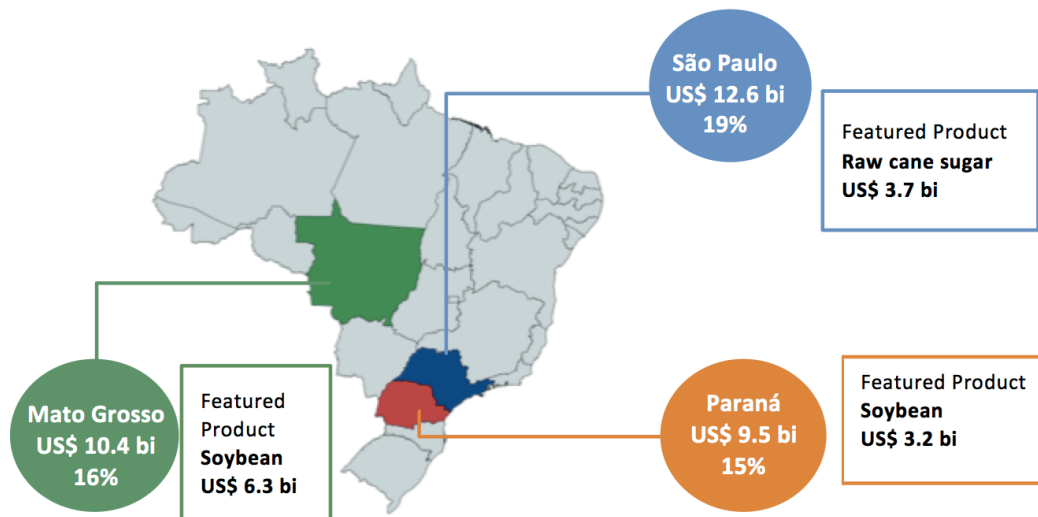 São Paulo
US$ 12.6 bi
19%
Featured Product
Raw cane sugar
US$ 3.7 bi
Mato Grosso
US$ 10.4 bi
16%
Featured
Product
Soybean
US$ 6.3 bi
Paraná
US$ 9.5 bi
15%
Featured Product
Soybean
US$ 3.2 bi